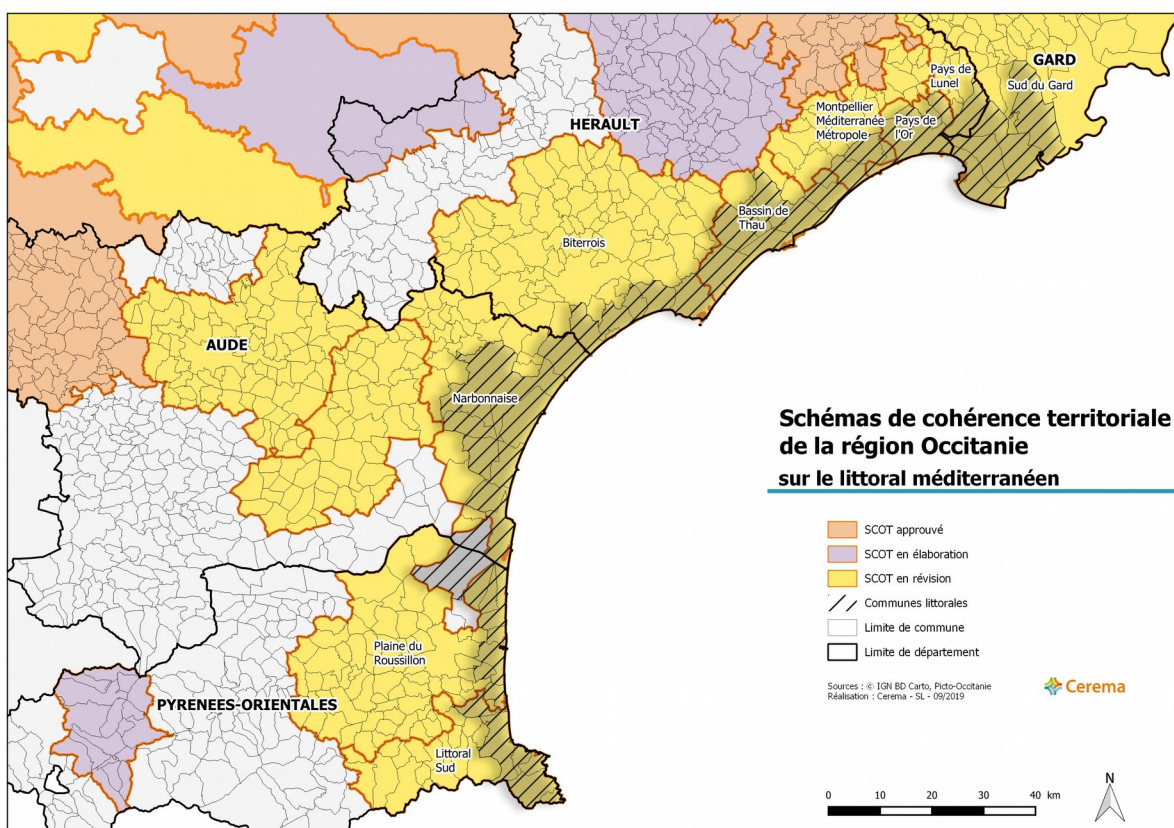 GARD
Pays de
Lunel
Sud du Gard
Montpellier
Méditerranée
Métropole
Pays de
l'Or
HERAULT
Bassin de
Thau
Biterrois
AUDE
Narbonnaise
Schémas de cohérence territoriale
de la région Occitanie
sur le littoral méditerranéen
SCOT approuvé
SCOT en élaboration
SCOT en révision
Communes littorales
Limite de commune
Limite de département
Plaine du
Roussillon
Sources : © IGN BD Carto, Picto-Occitanie
Réalisation : Cerema - SL - 09/2019
Cerema
PYRENEES-ORIENTALES
Littoral
Sud
N
0 10 20 30 40 km